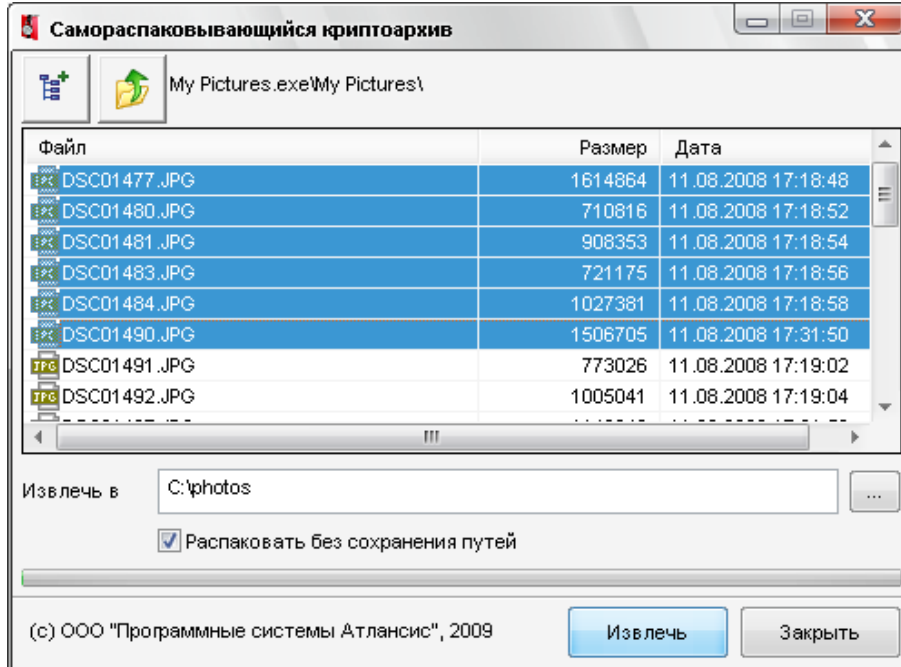 Самораспаковывающийся криптоархив
My Pictures.exe\My Pictures\
Файл Размер Дата
DSC01477.JPG 1614864 11.08.2008 17:18:48
DSC01480.JPG 710816 11.08.2008 17:18:52
DSC01481.JPG 908353 11.08.2008 17:18:54
DSC01483.JPG 721175 11.08.2008 17:18:56
DSC01484.JPG 1027381 11.08.2008 17:18:58
DSC01490.JPG 1506705 11.08.2008 17:31:50
JPG DSC01491.JPG 773026 11.08.2008 17:19:02
JPG DSC01492.JPG 1005041 11.08.2008 17:19:04
Извлечь в C:\photos ...
Распаковать без сохранения путей
(c) ООО "Программные системы Атлансис", 2009 Извлечь Закрыть